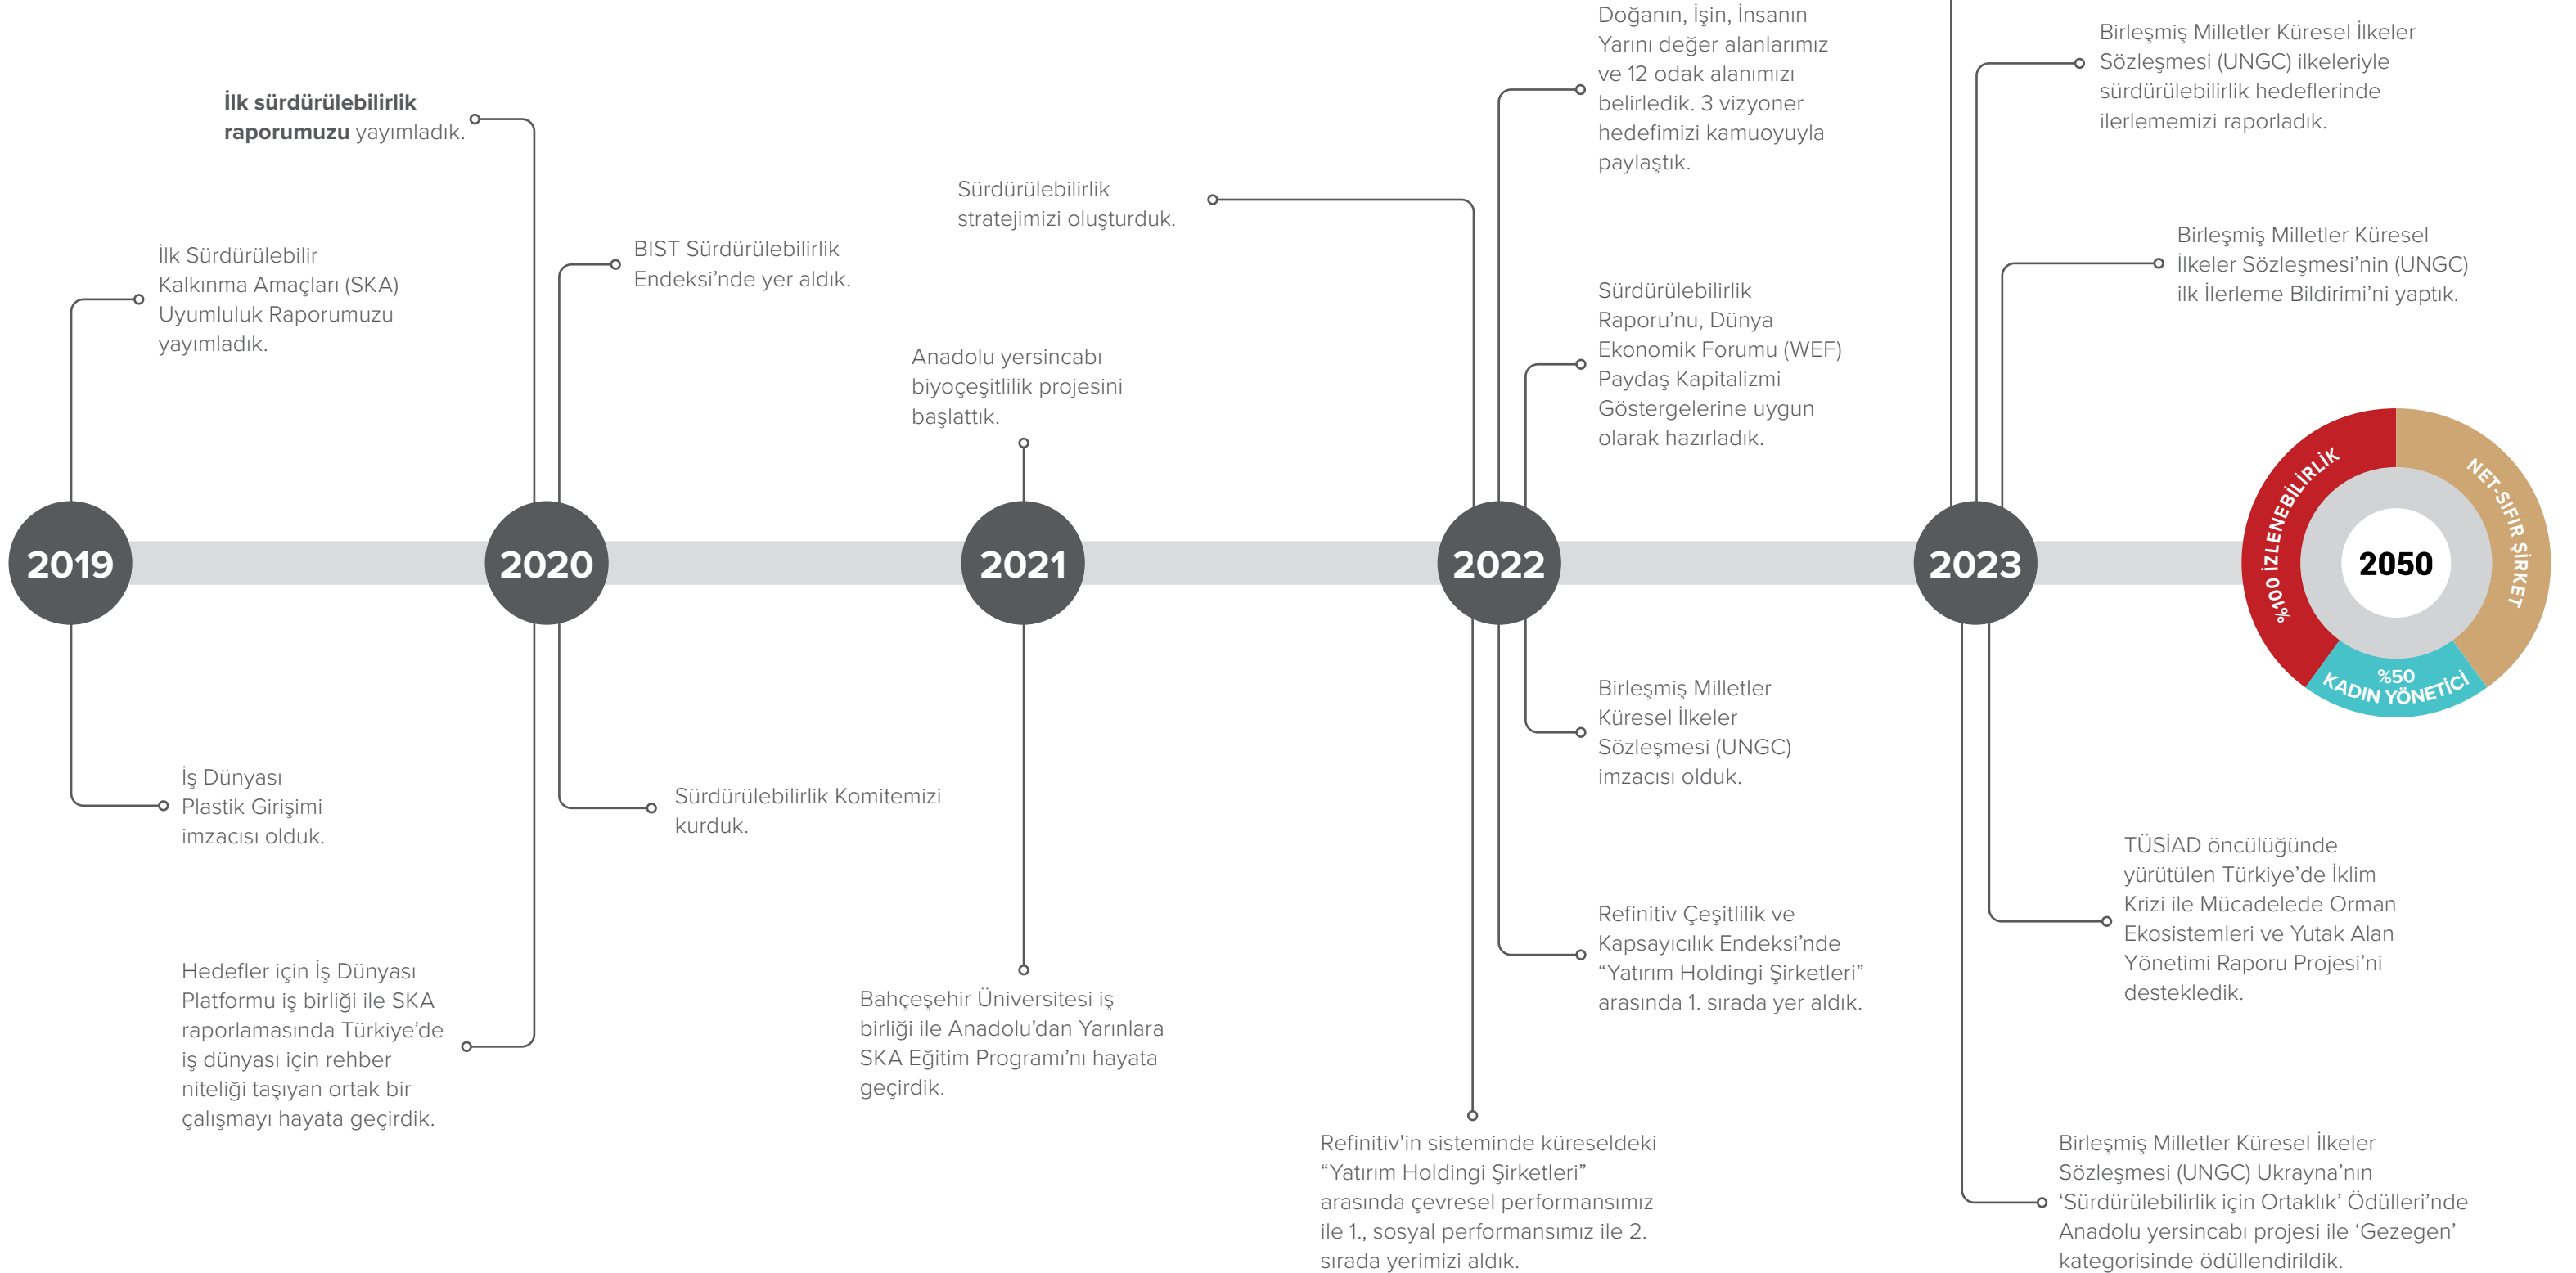 İlk sürdürülebilirlik
raporumuzu yayımladık.
İlk Sürdürülebilir
Kalkınma Amaçları (SKA)
Uyumluluk Raporumuzu
yayımladık.
2019
İş Dünyası
Plastik Girişimi
imzacısı olduk.
Hedefler için İş Dünyası
Platformu iş birliği ile SKA
raporlamasında Türkiye’de
iş dünyası için rehber
niteliği taşıyan ortak bir
çalışmayı hayata geçirdik.
BIST Sürdürülebilirlik
Endeksi’nde yer aldık.
2020
Sürdürülebilirlik Komitemizi
kurduk.
Anadolu yersincabı
biyoçeşitlilik projesini
başlattık.
2021
Bahçeşehir Üniversitesi iş
birliği ile Anadolu’dan Yarınlara
SKA Eğitim Programı’nı hayata
geçirdik.
Sürdürülebilirlik
stratejimizi oluşturduk.
Doğanın, İşin, İnsanın
Yarını değer alanlarımız
ve 12 odak alanımızı
belirledik. 3 vizyoner
hedefimizi kamuoyuyla
paylaştık.
Sürdürülebilirlik
Raporu’nu, Dünya
Ekonomik Forumu (WEF)
Paydaş Kapitalizmi
Göstergelerine uygun
olarak hazırladık.
2022
Birleşmiş Milletler
Küresel İlkeler
Sözleşmesi (UNGC)
imzacısı olduk.
Refinitiv Çeşitlilik ve
Kapsayıcılık Endeksi’nde
“Yatırım Holdingi Şirketleri”
arasında 1. sırada yer aldık.
Refinitiv'in sisteminde küreseldeki
“Yatırım Holdingi Şirketleri”
arasında çevresel performansımız
ile 1., sosyal performansımız ile 2.
sırada yerimizi aldık.
Birleşmiş Milletler Küresel İlkeler
Sözleşmesi (UNGC) ilkeleriyle
sürdürülebilirlik hedeflerinde
ilerlememizi raporladık.
Birleşmiş Milletler Küresel
İlkeler Sözleşmesi’nin (UNGC)
ilk İlerleme Bildirimi’ni yaptık.
2023
TÜSİAD öncülüğünde
yürütülen Türkiye’de İklim
Krizi ile Mücadelede Orman
Ekosistemleri ve Yutak Alan
Yönetimi Raporu Projesi’ni
destekledik.
Birleşmiş Milletler Küresel İlkeler
Sözleşmesi (UNGC) Ukrayna’nın
‘Sürdürülebilirlik için Ortaklık’ Ödülleri’nde
Anadolu yersincabı projesi ile ‘Gezegen’
kategorisinde ödüllendirildik.
%100 İZLENEBİLİRLİK
NET-SIFIR ŞİRKET
2050
%50
KADIN YÖNETİCİ